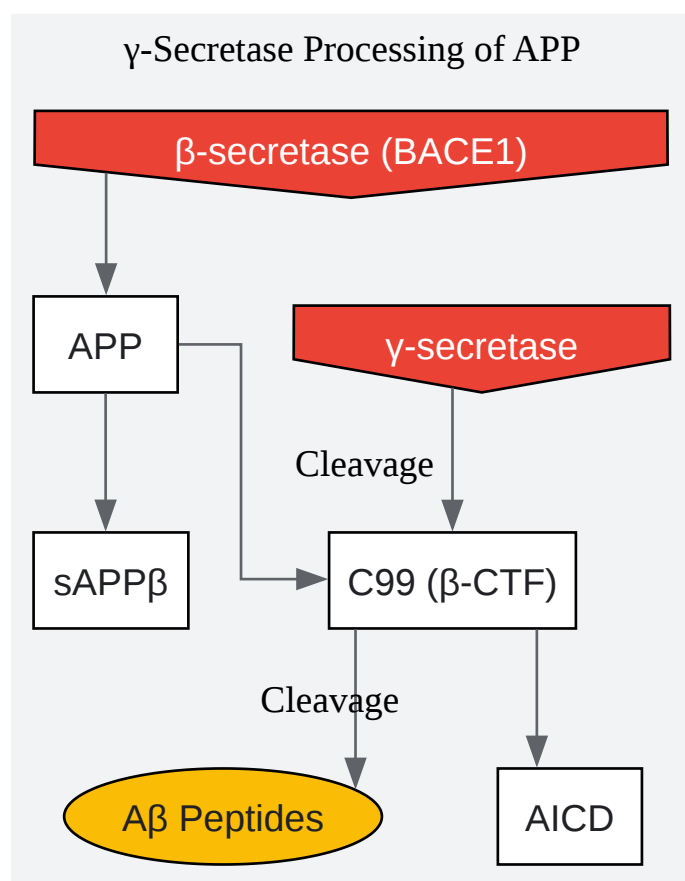 γ-Secretase Processing of APP
β-secretase (BACE1)
APP
γ-secretase
Cleavage
sAPPβ
C99 (β-CTF)
Cleavage
Aβ Peptides
AICD